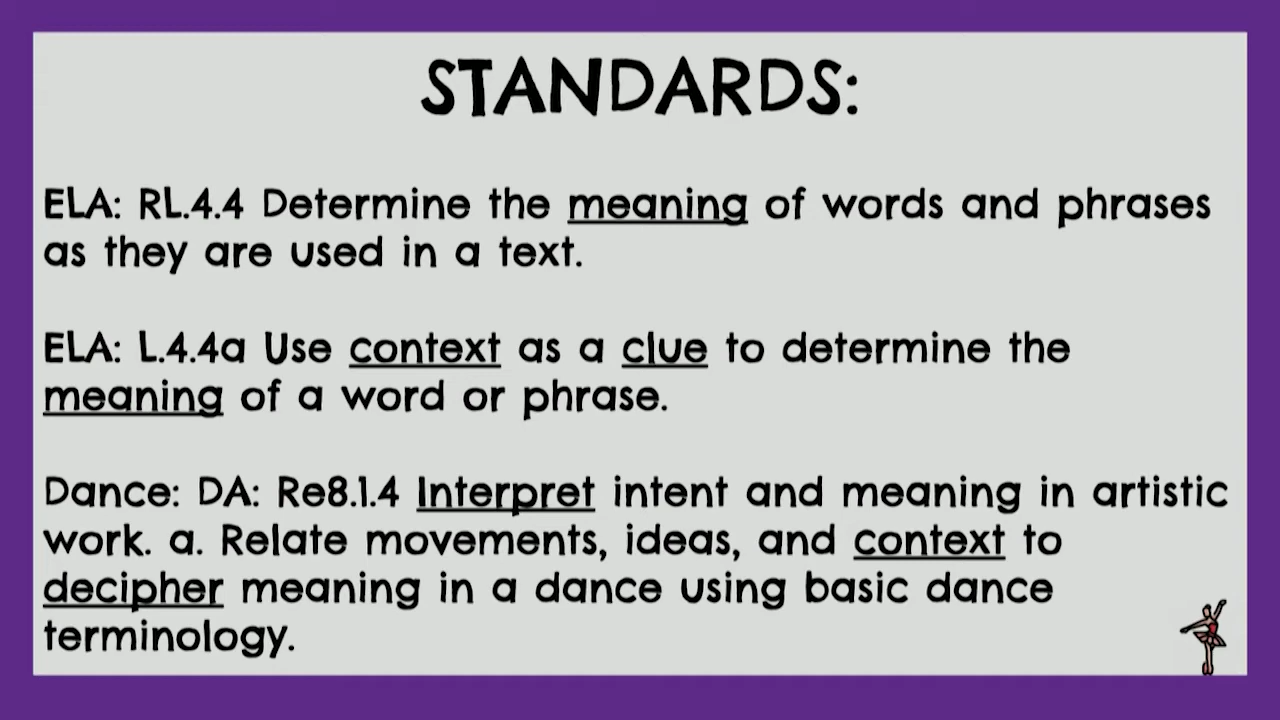 STANDARDS:
ELA: RL.4.4 Determine the meaning of words and phrases
as they are used in a text.
ELA: L.4.4a Use context as a clue to determine the
meaning of a word or phrase.
Dance: DA: Re8.1.4 Interpret intent and meaning in artistic
work. a. Relate movements, ideas, and context to
decipher meaning in a dance using basic dance
terminology.